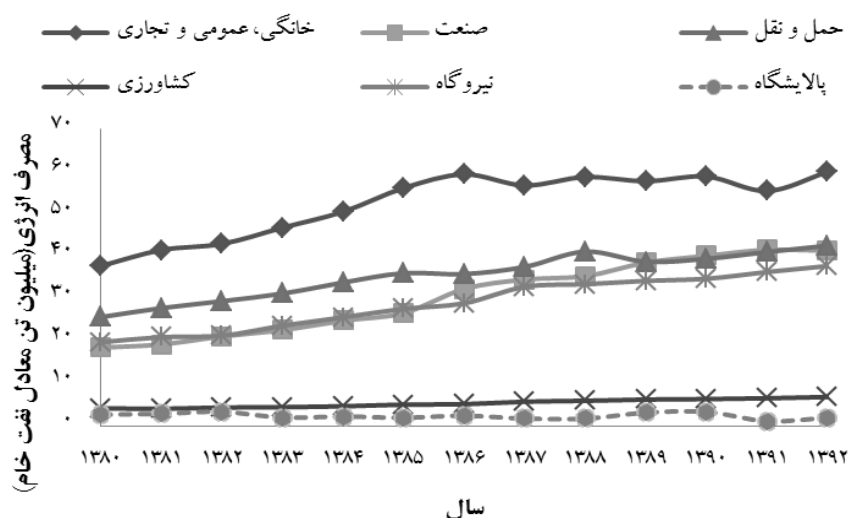 خانگی، عمومی و تجاری
صنعت
حمل و نقل
کشاورزی
نیروگاه
پالایشگاه
مصرف انرژی(میلیون تن معادل نفت خام)
۷۰
۶۰
۵۰
۴۰
۳۰
۲۰
۱۰
۰
۱۳۸۰ ۱۳۸۱ ۱۳۸۲ ۱۳۸۳ ۱۳۸۴ ۱۳۸۵ ۱۳۸۶ ۱۳۸۷ ۱۳۸۸ ۱۳۸۹ ۱۳۹۰ ۱۳۹۱ ۱۳۹۲
سال